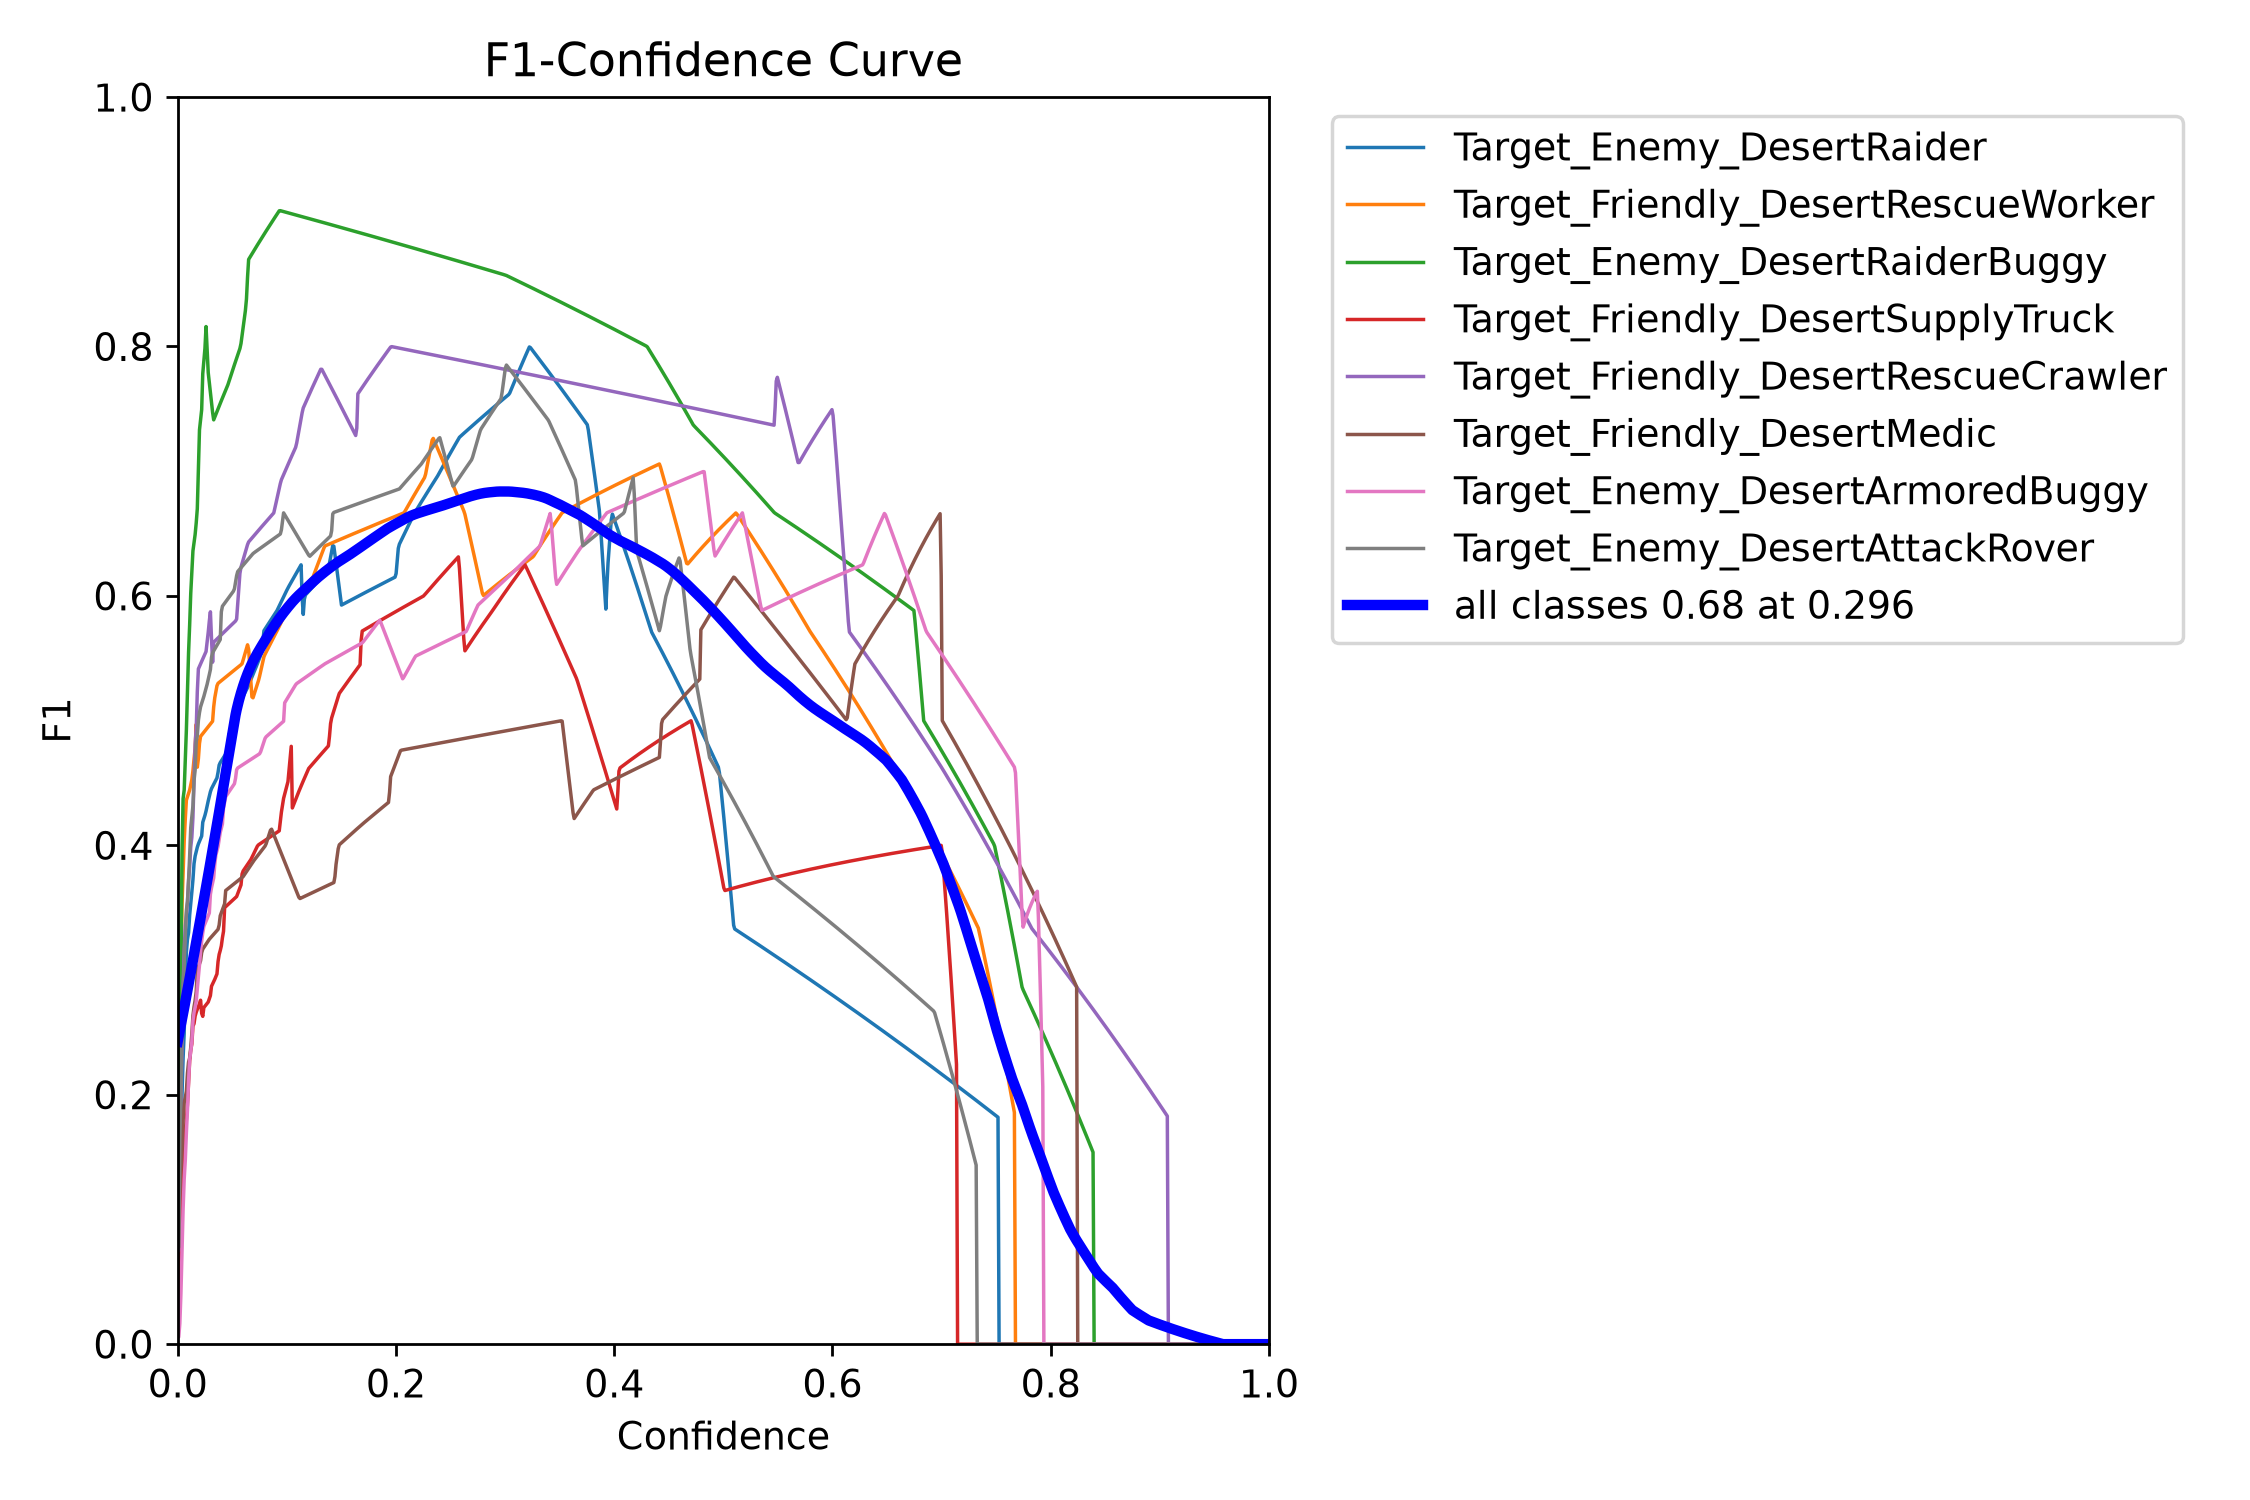 F1-Confidence Curve
1.0
0.8
0.6
0.4
0.2
0.0
F1
0.0 0.2 0.4 0.6 0.8 1.0
Confidence
Target_Enemy_DesertRaider
Target_Friendly_DesertRescueWorker
Target_Enemy_DesertRaiderBuggy
Target_Friendly_DesertSupplyTruck
Target_Friendly_DesertRescueCrawler
Target_Friendly_DesertMedic
Target_Enemy_DesertArmoredBuggy
Target_Enemy_DesertAttackRover
all classes 0.68 at 0.296